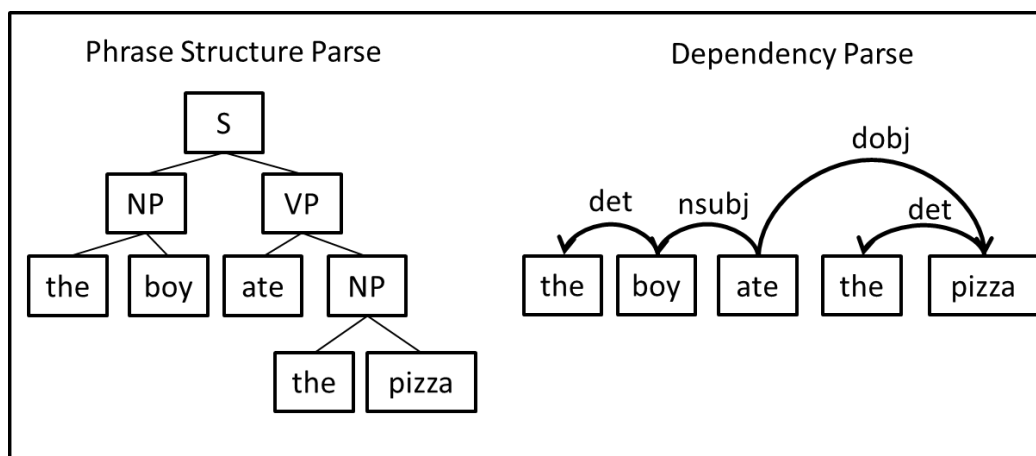 Phrase Structure Parse
S
NP VP
the boy ate NP
the pizza
Dependency Parse
dobj
det nsubj det
the boy ate the pizza